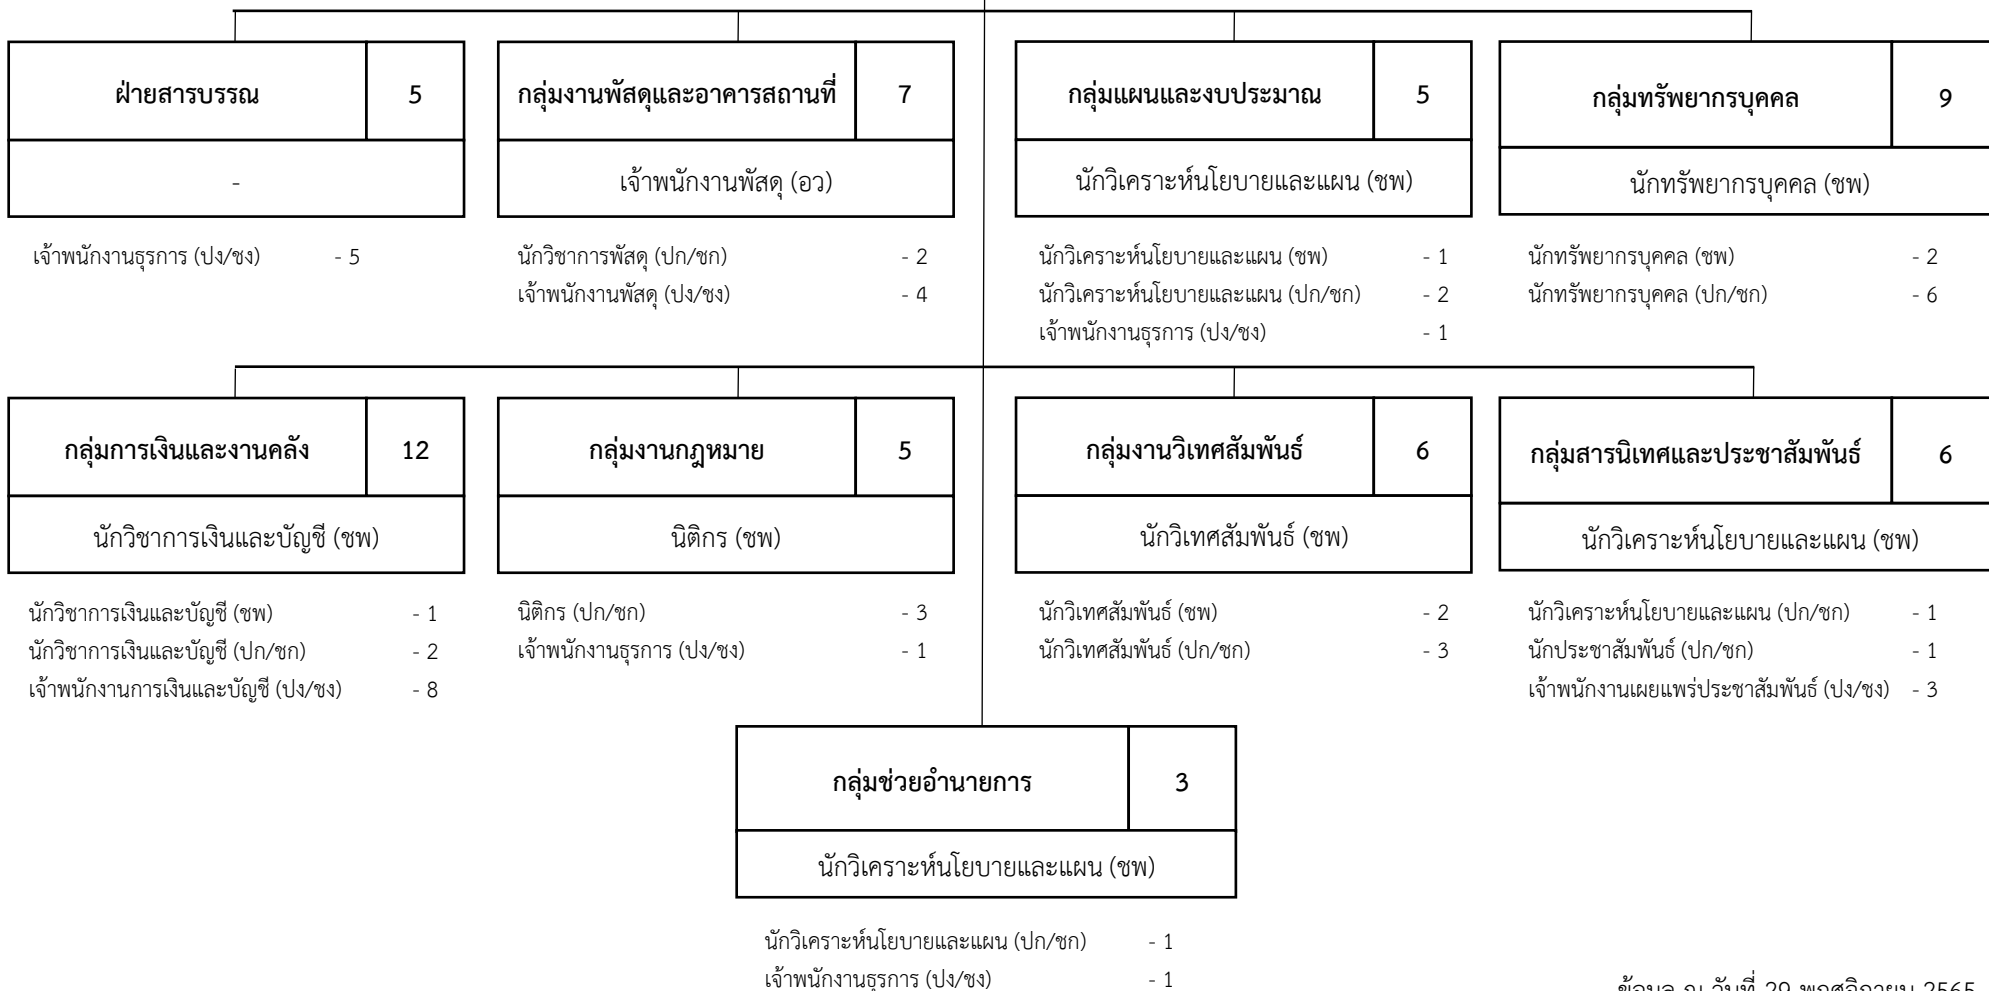 ฝ่ายสารบรรณ 5
-
เจ้าพนักงานธุรการ (ปง/ชง) - 5
กลุ่มงานพัสดุและอาคารสถานที่ 7
เจ้าพนักงานพัสดุ (อว)
นักวิชาการพัสดุ (ปก/ชก) - 2
เจ้าพนักงานพัสดุ (ปง/ชง) - 4
กลุ่มแผนและงบประมาณ 5
นักวิเคราะห์นโยบายและแผน (ชพ)
นักวิเคราะห์นโยบายและแผน (ชพ) - 1
นักวิเคราะห์นโยบายและแผน (ปก/ชก) - 2
เจ้าพนักงานธุรการ (ปง/ชง) - 1
กลุ่มทรัพยากรบุคคล 9
นักทรัพยากรบุคคล (ชพ)
นักทรัพยากรบุคคล (ชพ) - 2
นักทรัพยากรบุคคล (ปก/ชก) - 6
กลุ่มการเงินและงานคลัง 12
นักวิชาการเงินและบัญชี (ชพ)
นักวิชาการเงินและบัญชี (ชพ) - 1
นักวิชาการเงินและบัญชี (ปก/ชก) - 2
เจ้าพนักงานการเงินและบัญชี (ปง/ชง) - 8
กลุ่มงานกฎหมาย 5
นิติกร (ชพ)
นิติกร (ปก/ชก) - 3
เจ้าพนักงานธุรการ (ปง/ชง) - 1
กลุ่มงานวิเทศสัมพันธ์ 6
นักวิเทศสัมพันธ์ (ชพ)
นักวิเทศสัมพันธ์ (ชพ) - 2
นักวิเทศสัมพันธ์ (ปก/ชก) - 3
กลุ่มสารนิเทศและประชาสัมพันธ์ 6
นักวิเคราะห์นโยบายและแผน (ชพ)
นักวิเคราะห์นโยบายและแผน (ปก/ชก) - 1
นักประชาสัมพันธ์ (ปก/ชก) - 1
เจ้าพนักงานเผยแพร่ประชาสัมพันธ์ (ปง/ชง) - 3
กลุ่มช่วยอำนวยการ 3
นักวิเคราะห์นโยบายและแผน (ชพ)
นักวิเคราะห์นโยบายและแผน (ปก/ชก) - 1
เจ้าพนักงานธุรการ (ปง/ชง) - 1
ข้อมูล ณ วันที่ 29 พฤศจิกายน 2565